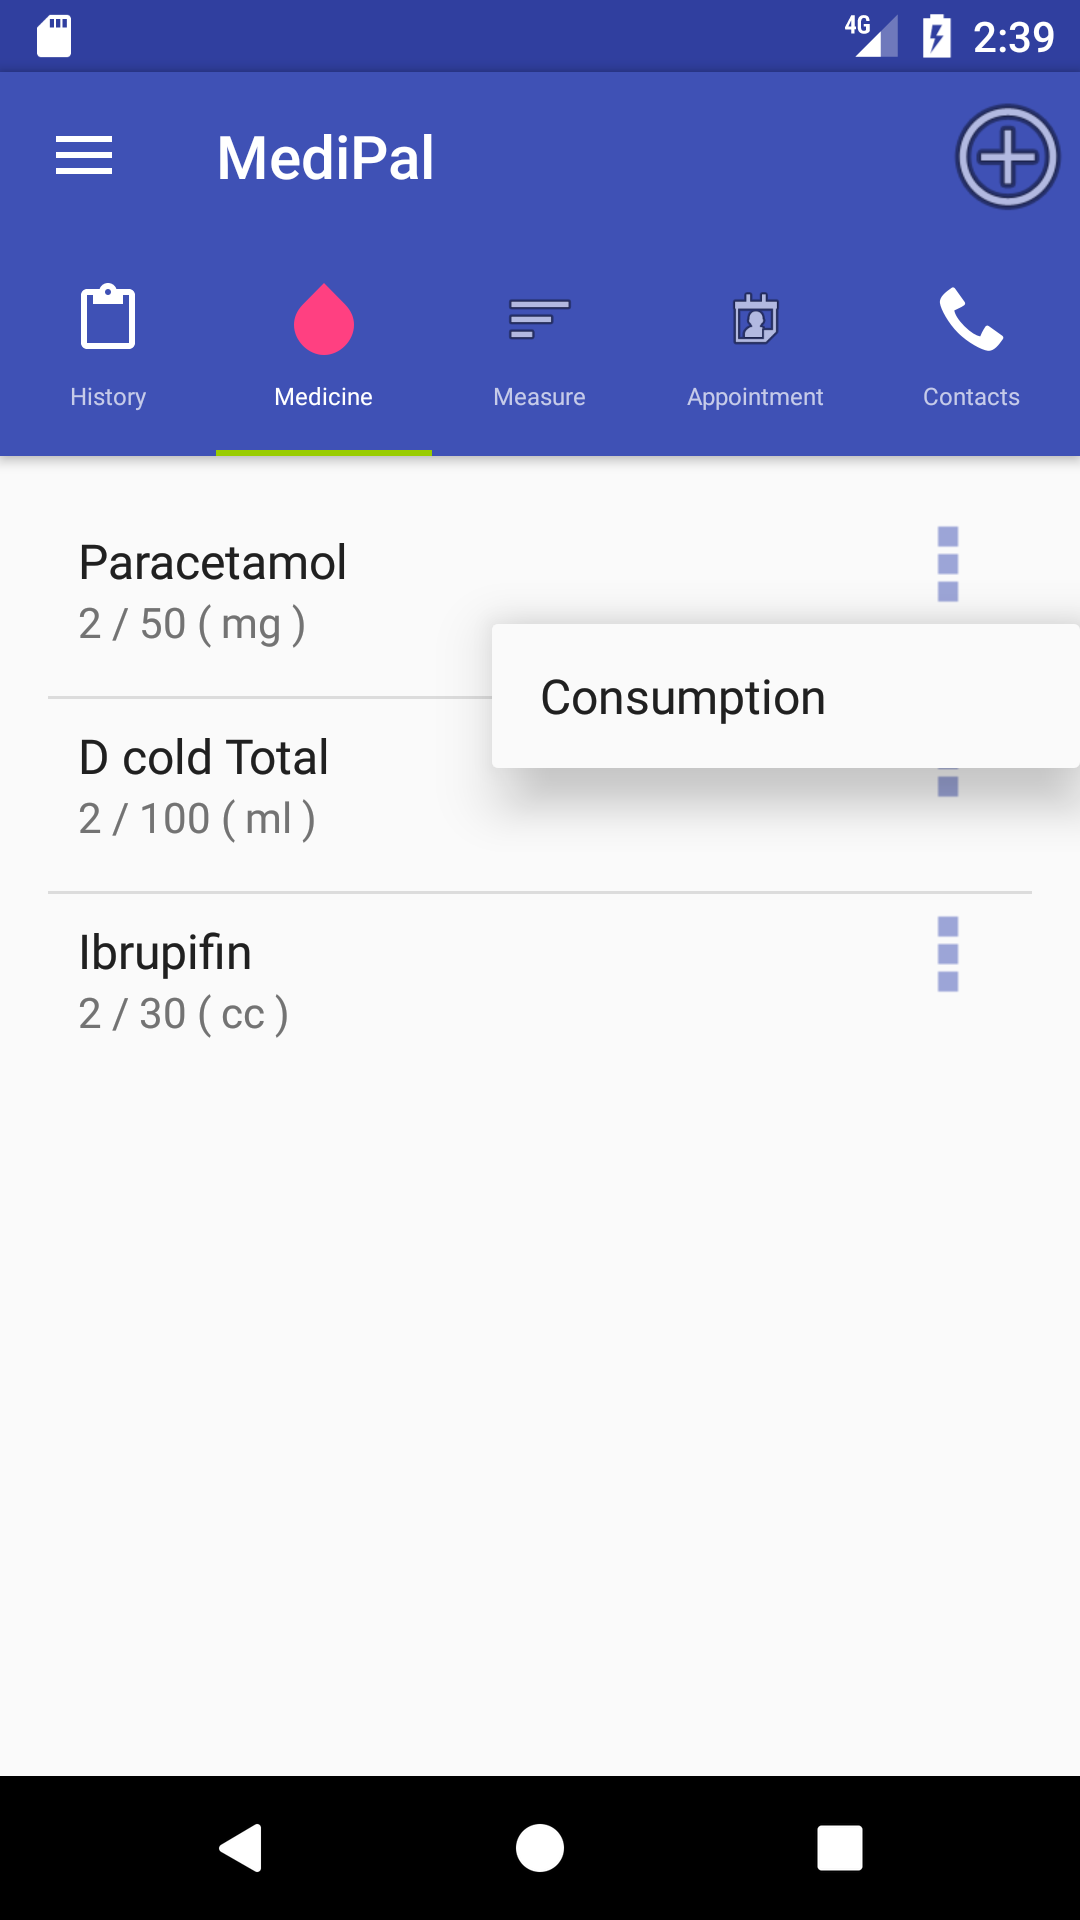 4G 2:39
MediPal
History Medicine Measure Appointment Contacts
Paracetamol
2 / 50 ( mg )
Consumption
D cold Total
2 / 100 ( ml )
Ibrupifin
2 / 30 ( cc )